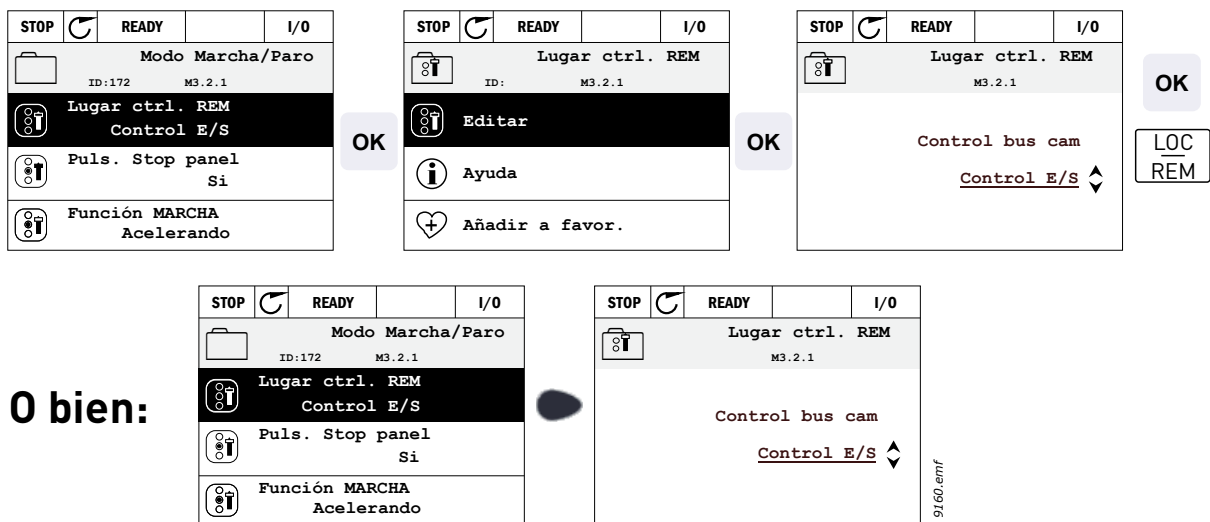 STOP READY I/O
Modo Marcha/Paro
ID:172 M3.2.1
Lugar ctrl. REM
Control E/S
Puls. Stop panel
Si
Función MARCHA
Acelerando
OK
STOP READY I/O
Lugar ctrl. REM
ID: M3.2.1
Editar
Ayuda
Añadir a favor.
OK
STOP READY I/O
Lugar ctrl. REM
M3.2.1
Control bus cam
Control E/S
OK
LOC
REM
O bien:
STOP READY I/O
Modo Marcha/Paro
ID:172 M3.2.1
Lugar ctrl. REM
Control E/S
Puls. Stop panel
Si
Función MARCHA
Acelerando
STOP READY I/O
Lugar ctrl. REM
M3.2.1
Control bus cam
Control E/S
9160.emf